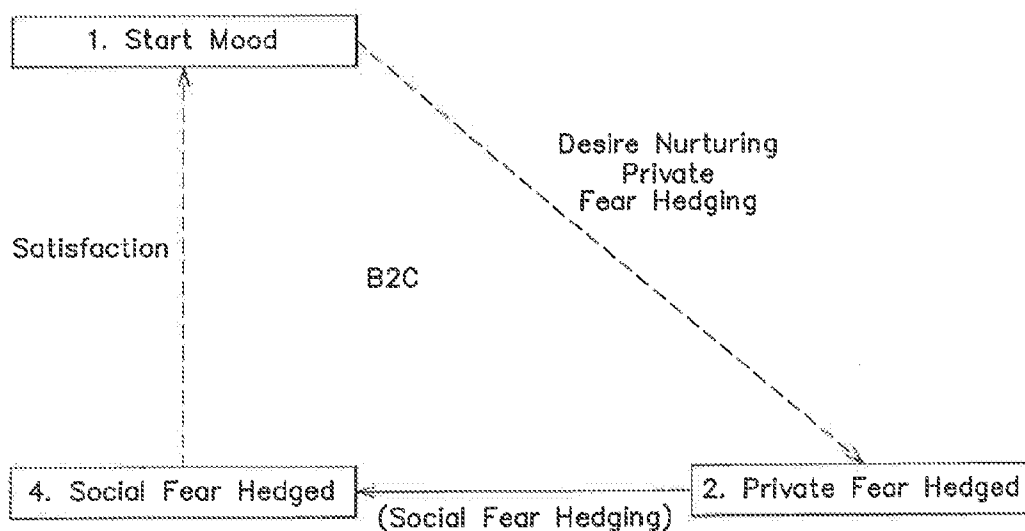 1. Start Mood
Desire Nurturing
Private
Fear Hedging
Satisfaction
B2C
4. Social Fear Hedged
2. Private Fear Hedged
(Social Fear Hedging)